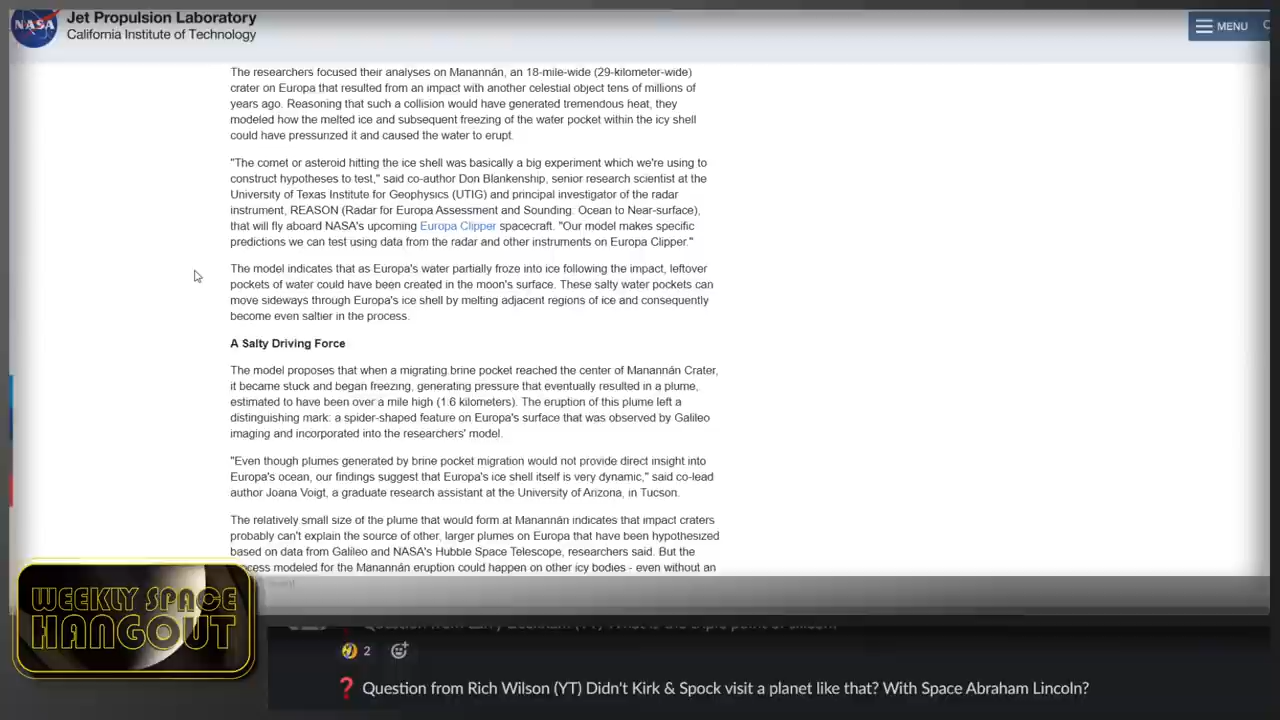 NASA
Jet Propulsion Laboratory
California Institute of Technology
MENU
The researchers focused their analyses on Manannán, an 18-mile-wide (29-kilometer-wide)
crater on Europa that resulted from an impact with another celestial object tens of millions of
years ago. Reasoning that such a collision would have generated tremendous heat, they
modeled how the melted ice and subsequent freezing of the water pocket within the icy shell
could have pressurized it and caused the water to erupt.
"The comet or asteroid hitting the ice shell was basically a big experiment which we're using to
construct hypotheses to test," said co-author Don Blankenship, senior research scientist at the
University of Texas Institute for Geophysics (UTIG) and principal investigator of the radar
instrument, REASON (Radar for Europa Assessment and Sounding. Ocean to Near-surface),
that will fly aboard NASA's upcoming Europa Clipper spacecraft. "Our model makes specific
predictions we can test using data from the radar and other instruments on Europa Clipper."
The model indicates that as Europa's water partially froze into ice following the impact, leftover
pockets of water could have been created in the moon's surface. These salty water pockets can
move sideways through Europa's ice shell by melting adjacent regions of ice and consequently
become even saltier in the process.
A Salty Driving Force
The model proposes that when a migrating brine pocket reached the center of Manannán Crater,
it became stuck and began freezing, generating pressure that eventually resulted in a plume,
estimated to have been over a mile high (1.6 kilometers). The eruption of this plume left a
distinguishing mark: a spider-shaped feature on Europa's surface that was observed by Galileo
imaging and incorporated into the researchers' model.
"Even though plumes generated by brine pocket migration would not provide direct insight into
Europa's ocean, our findings suggest that Europa's ice shell itself is very dynamic," said co-lead
author Joana Voigt, a graduate research assistant at the University of Arizona, in Tucson.
The relatively small size of the plume that would form at Manannán indicates that impact craters
probably can't explain the source of other, larger plumes on Europa that have been hypothesized
based on data from Galileo and NASA's Hubble Space Telescope, researchers said. But the
modeled for the Manannán eruption could happen on other icy bodies - even without an
WEEKLY SPACE
HANGOUT
2
❓ Question from Rich Wilson (YT) Didn't Kirk & Spock visit a planet like that? With Space Abraham Lincoln?